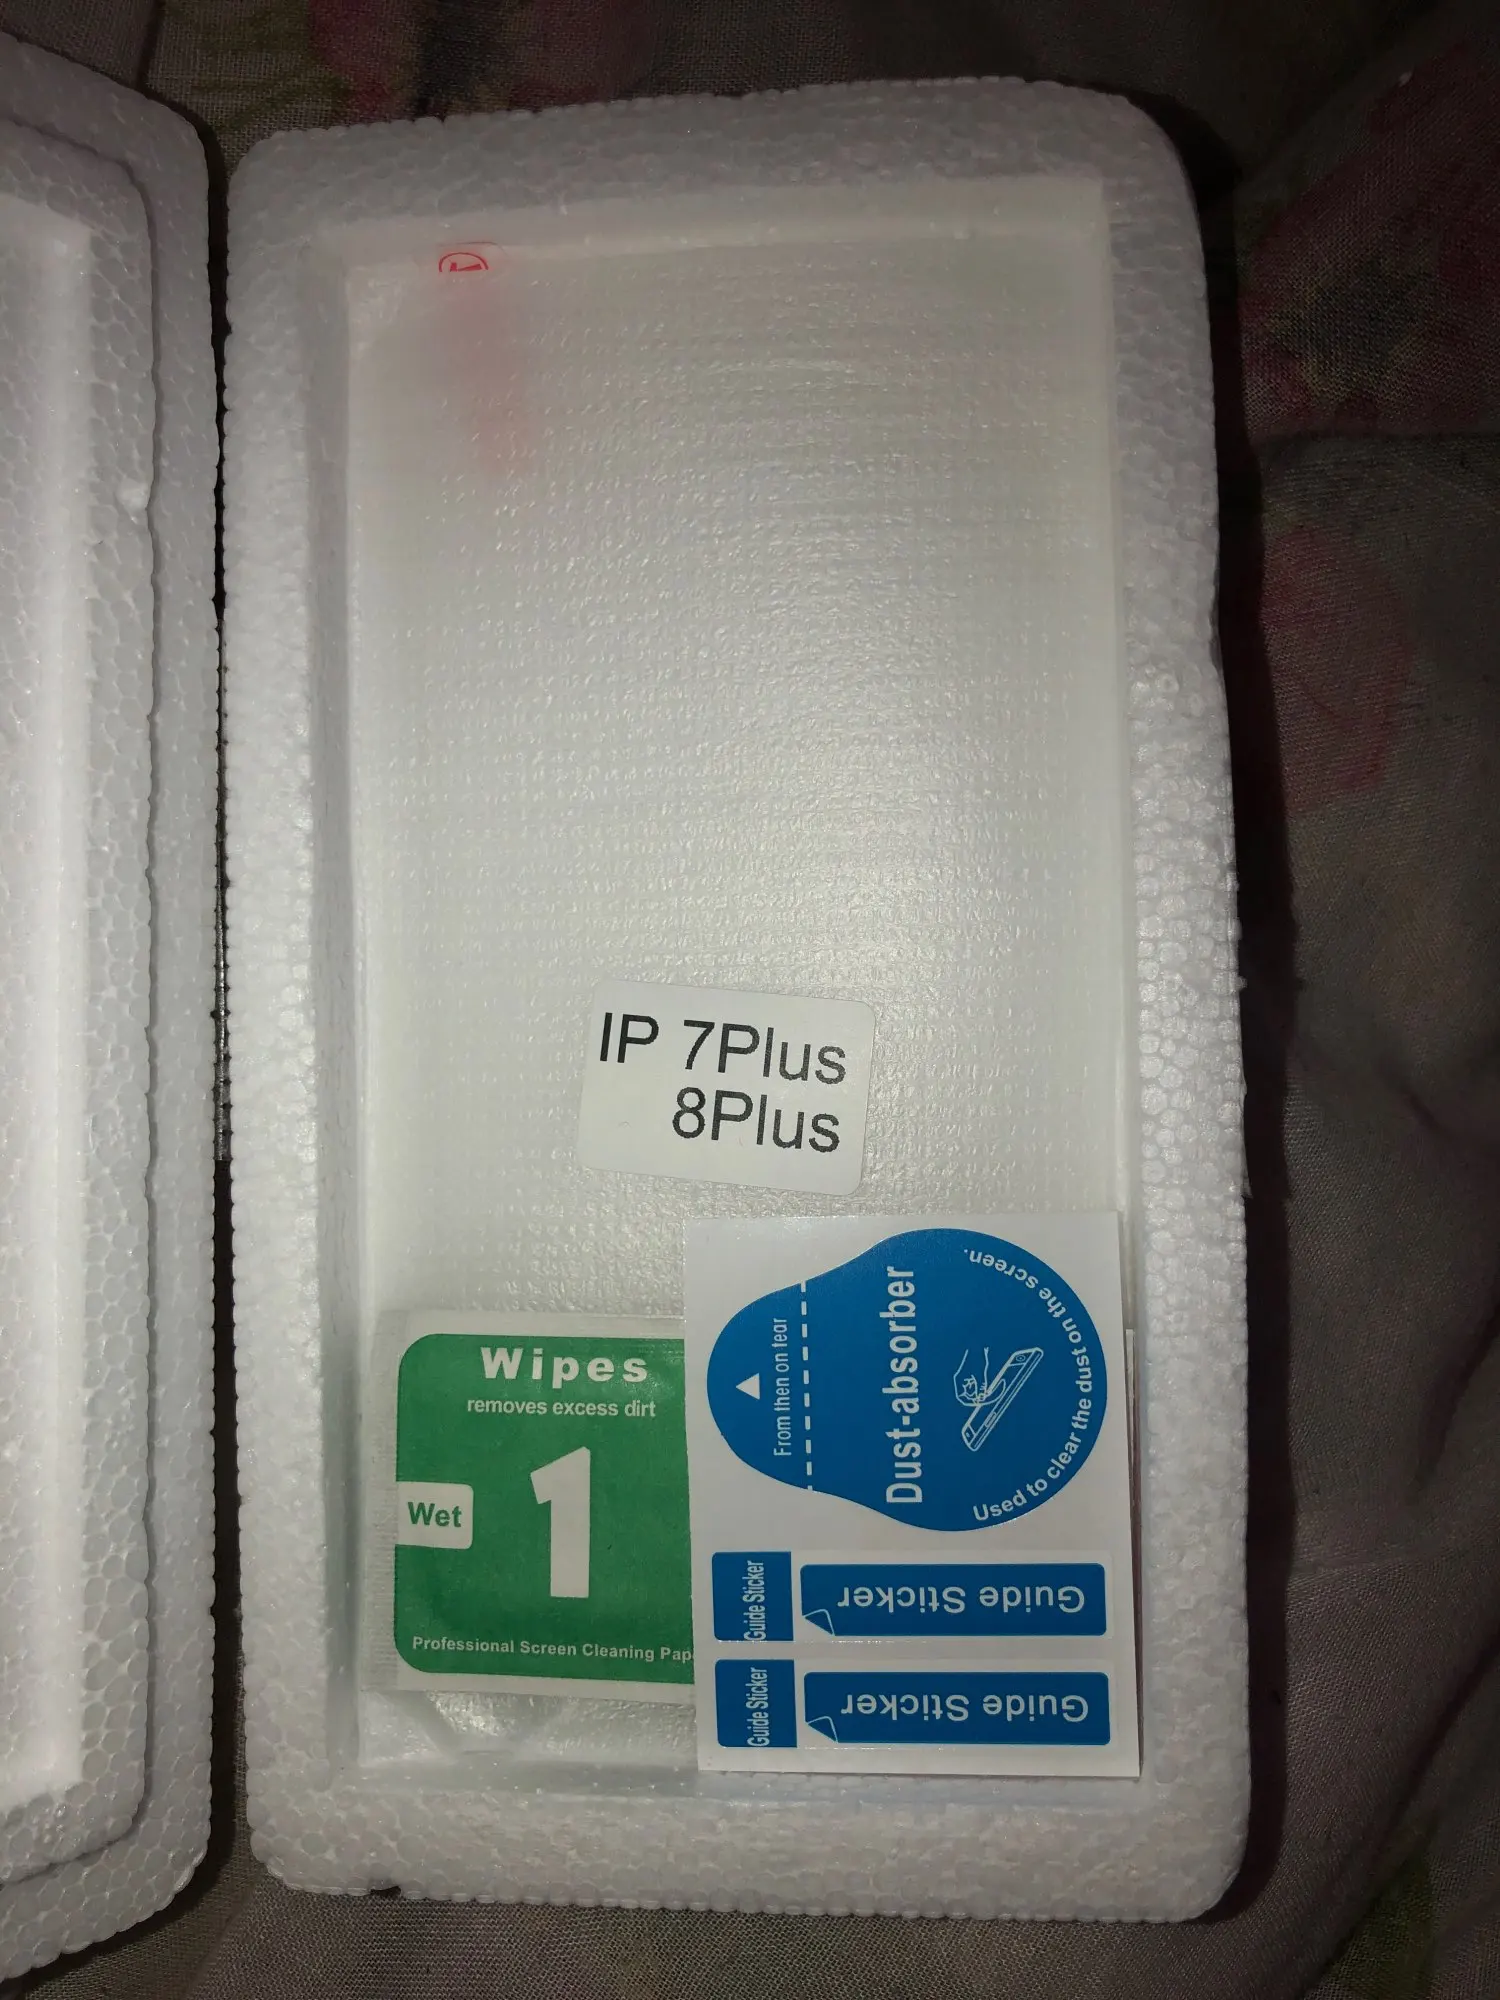 IP 7Plus
8Plus
Wipes
removes excess dirt
Wet
1
Professional Screen Cleaning Pap
From then on tear
Dust-absorber
Used to clear the dust on the screen.
Guide Sticker
Guide Sticker
Guide Sticker
Guide Sticker